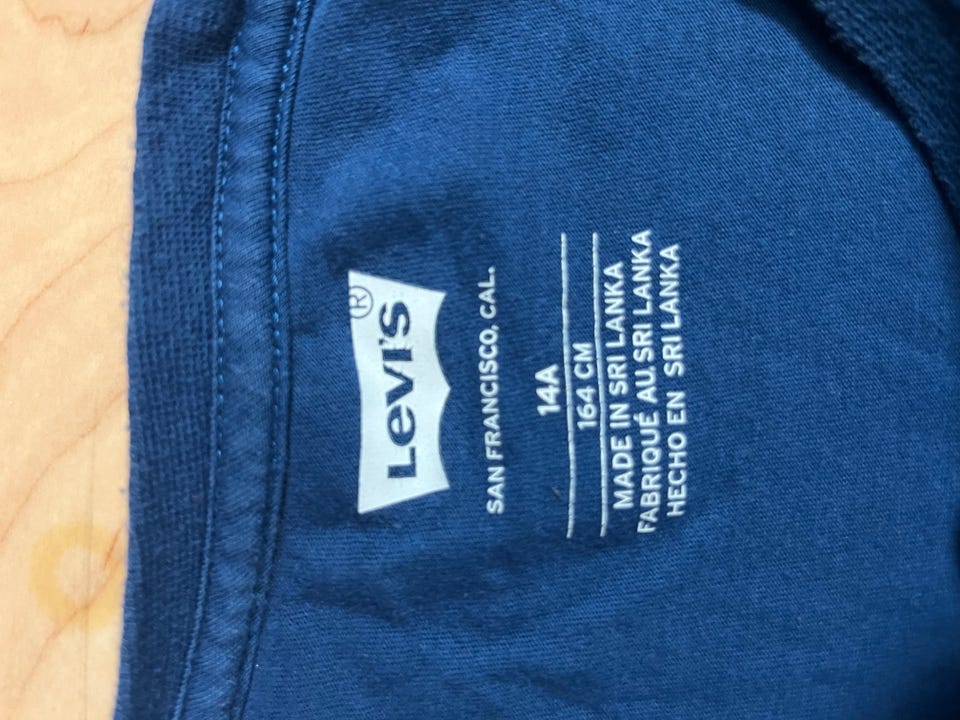 Levi's®
SAN FRANCISCO, CAL.
14A
164 CM
MADE IN SRI LANKA
FABRIQUÉ AU SRI LANKA
HECHO EN SRI LANKA